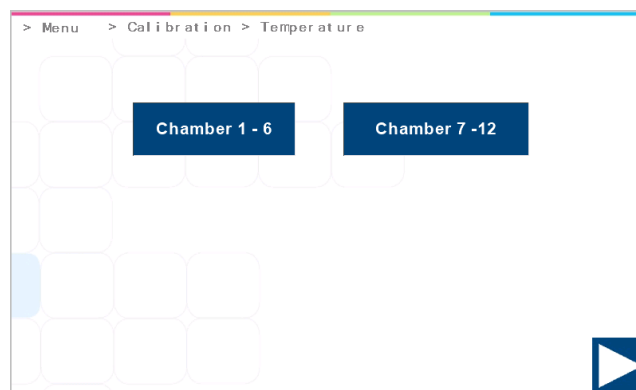 > Menu > Calibration > Temperature
Chamber 1 - 6 Chamber 7 -12